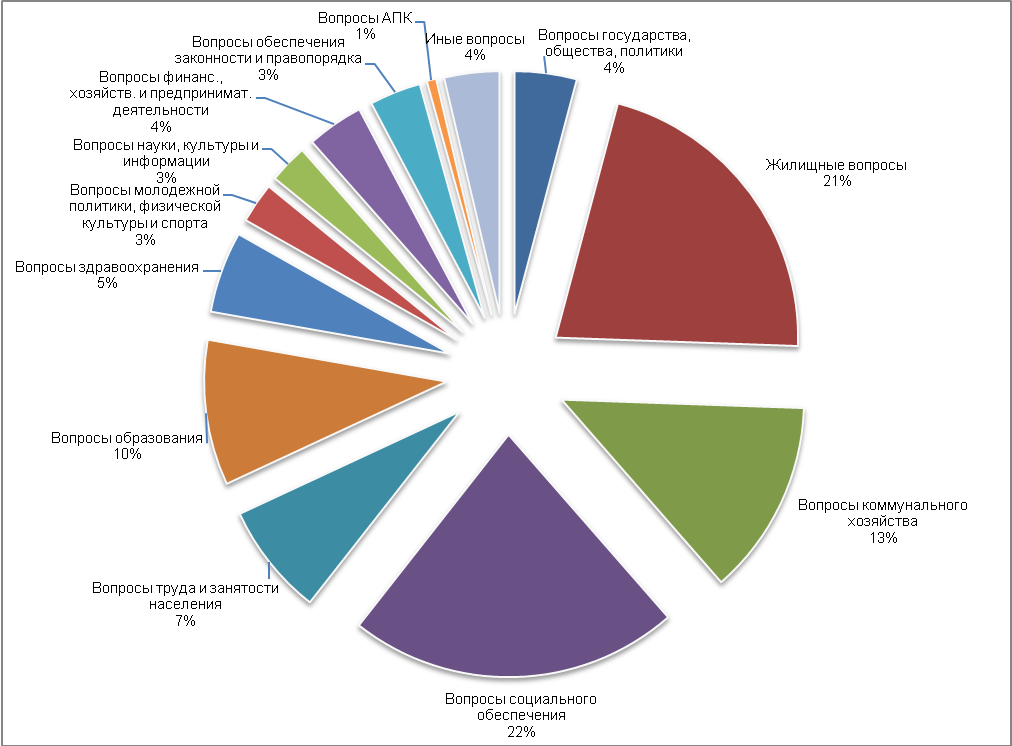 Вопросы АПК
1%
Иные вопросы
4%
Вопросы государства,
общества, политики
4%
Жилищные вопросы
21%
Вопросы коммунального
хозяйства
13%
Вопросы социального
обеспечения
22%
Вопросы труда и занятости
населения
7%
Вопросы образования
10%
Вопросы здравоохранения
5%
Вопросы молодежной
политики, физической
культуры и спорта
3%
Вопросы науки, культуры и
информации
3%
Вопросы финанс.,
хозяйств. и предпринимат.
деятельности
4%
Вопросы обеспечения
законности и правопорядка
3%